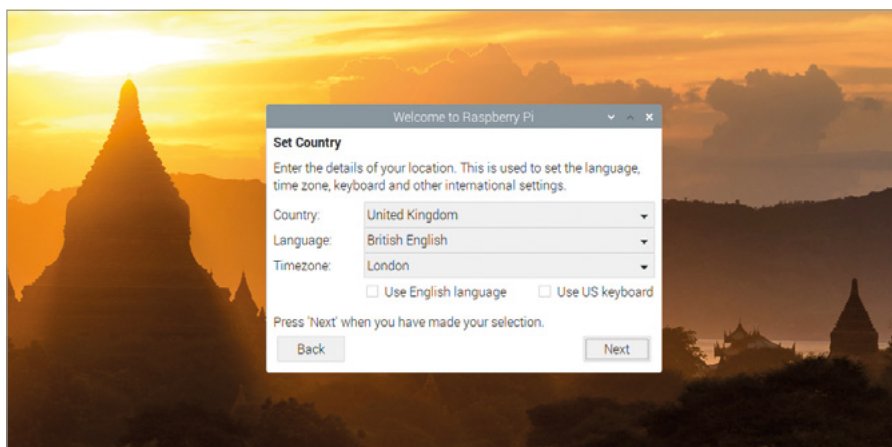 Welcome to Raspberry Pi
Set Country
Enter the details of your location. This is used to set the language,
time zone, keyboard and other international settings.
Country: United Kingdom
Language: British English
Timezone: London
Use English language Use US keyboard
Press 'Next' when you have made your selection.
Back Next